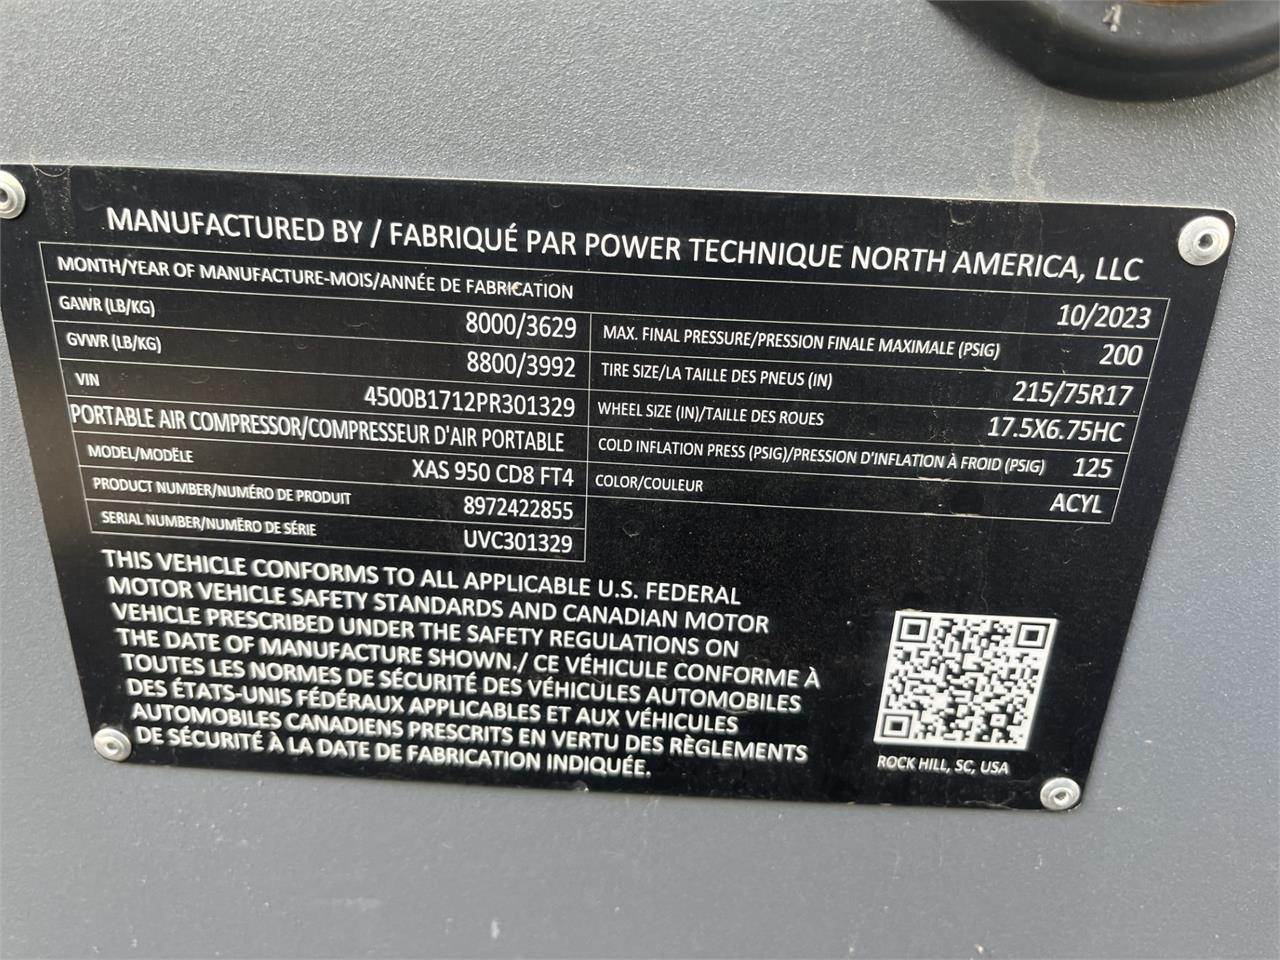 MANUFACTURED BY / FABRIQUÉ PAR POWER TECHNIQUE NORTH AMERICA, LLC
MONTH/YEAR OF MANUFACTURE-MOIS/ANNÉE DE FABRICATION 10/2023
GAWR (LB/KG) 8000/3629 MAX. FINAL PRESSURE/PRESSION FINALE MAXIMALE (PSIG) 200
GVWR (LB/KG) 8800/3992 TIRE SIZE/LA TAILLE DES PNEUS (IN) 215/75R17
VIN 4500B1712PR301329 WHEEL SIZE (IN)/TAILLE DES ROUES 17.5X6.75HC
PORTABLE AIR COMPRESSOR/COMPRESSEUR D'AIR PORTABLE COLD INFLATION PRESS (PSIG)/PRESSION D'INFLATION À FROID (PSIG) 125
MODEL/MODËLE XAS 950 CD8 FT4 COLOR/COULEUR ACYL
PRODUCT NUMBER/NUMÉRO DE PRODUIT 8972422855
SERIAL NUMBER/NUMËRO DE SÉRIE UVC301329
THIS VEHICLE CONFORMS TO ALL APPLICABLE U.S. FEDERAL
MOTOR VEHICLE SAFETY STANDARDS AND CANADIAN MOTOR
VEHICLE PRESCRIBED UNDER THE SAFETY REGULATIONS ON
THE DATE OF MANUFACTURE SHOWN./ CE VÉHICULE CONFORME À
TOUTES LES NORMES DE SÉCURITÉ DES VÉHICULES AUTOMOBILES
DES ÉTATS-UNIS FÉDÉRAUX APPLICABLES ET AUX VÉHICULES
AUTOMOBILES CANADIENS PRESCRITS EN VERTU DES RÈGLEMENTS
DE SÉCURITÉ À LA DATE DE FABRICATION INDIQUÉE.
ROCK HILL, SC, USA